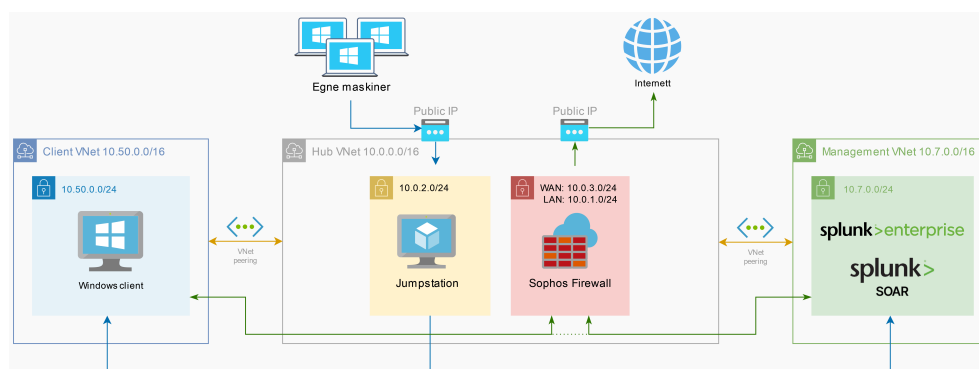 Egne maskiner
Internett
Public IP
Public IP
Client VNet 10.50.0.0/16
Hub VNet 10.0.0.0/16
Management VNet 10.7.0.0/16
10.50.0.0/24
Windows client
VNet
peering
10.0.2.0/24
Jumpstation
WAN: 10.0.3.0/24
LAN: 10.0.1.0/24
Sophos Firewall
VNet
peering
10.7.0.0/24
splunk>enterprise
splunk>
SOAR